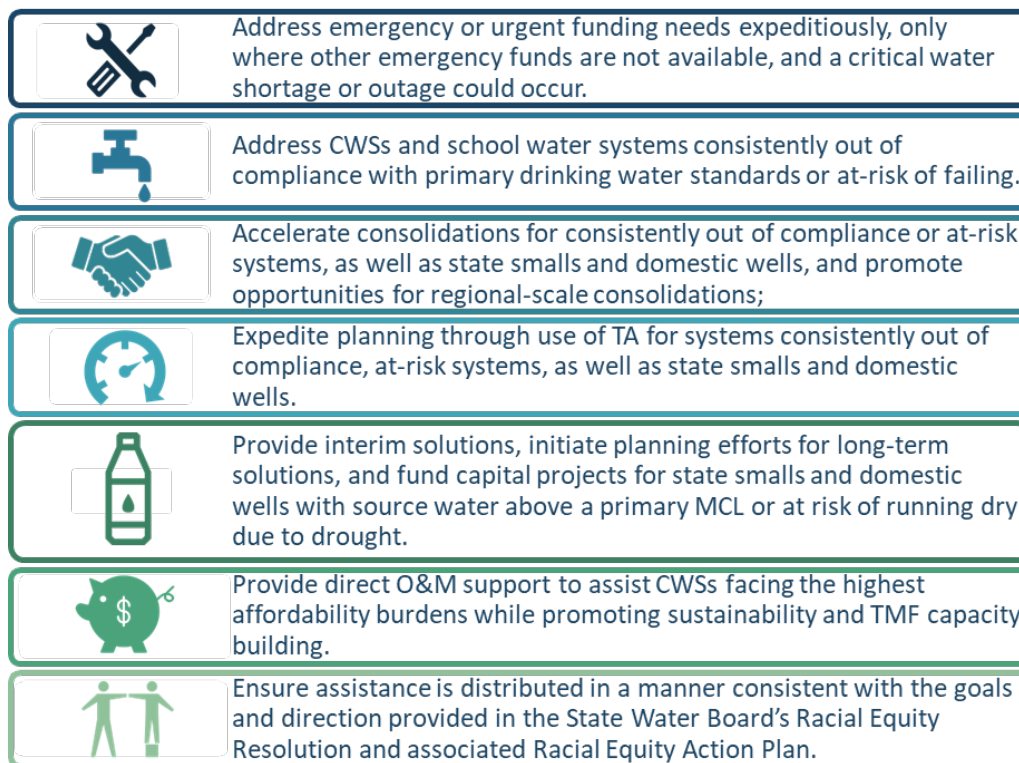 Address emergency or urgent funding needs expeditiously, only
where other emergency funds are not available, and a critical water
shortage or outage could occur.
Address CWSs and school water systems consistently out of
compliance with primary drinking water standards or at-risk of failing.
Accelerate consolidations for consistently out of compliance or at-risk
systems, as well as state smalls and domestic wells, and promote
opportunities for regional-scale consolidations;
Expedite planning through use of TA for systems consistently out of
compliance, at-risk systems, as well as state smalls and domestic
wells.
Provide interim solutions, initiate planning efforts for long-term
solutions, and fund capital projects for state smalls and domestic
wells with source water above a primary MCL or at risk of running dry
due to drought.
$
Provide direct O&M support to assist CWSs facing the highest
affordability burdens while promoting sustainability and TMF capacity
building.
Ensure assistance is distributed in a manner consistent with the goals
and direction provided in the State Water Board’s Racial Equity
Resolution and associated Racial Equity Action Plan.